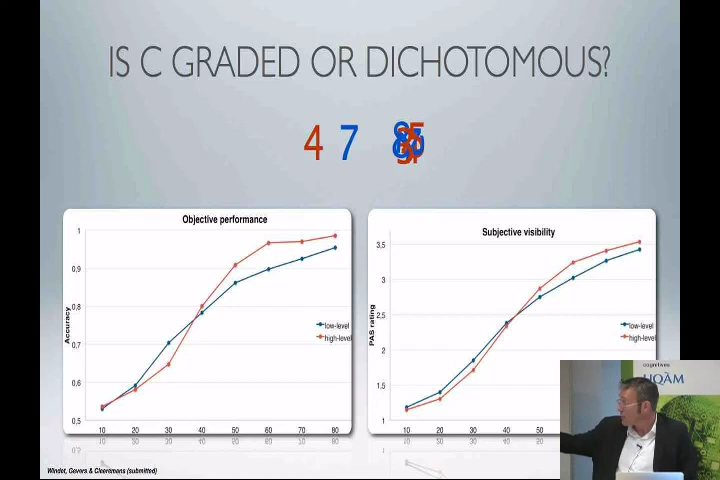 IS C GRADED OR DICHOTOMOUS?
4 7
Objective performance
1
0,9
0,8
0,7
0,6
0,5
Accuracy
10 20 30 40 50 60 70 80
low-level
high-level
Subjective visibility
3,5
3
2,5
2
1,5
1
PAS rating
10 20 30 40 50
low-level
high-level
cognitives
UQÀM
Windet, Gevers & Cleeremans (submitted)